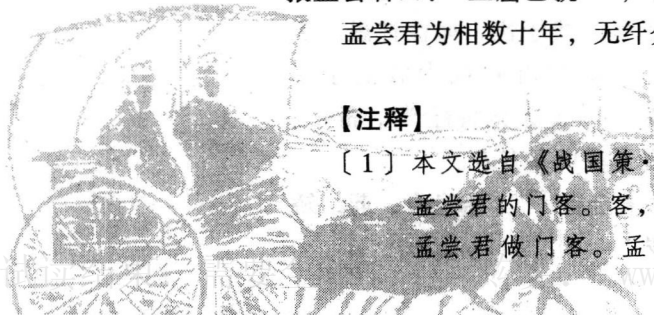 孟尝君为相数十年，无纤
【注释】
〔1〕本文选自《战国策·
孟尝君的门客。客，
孟尝君做门客。孟